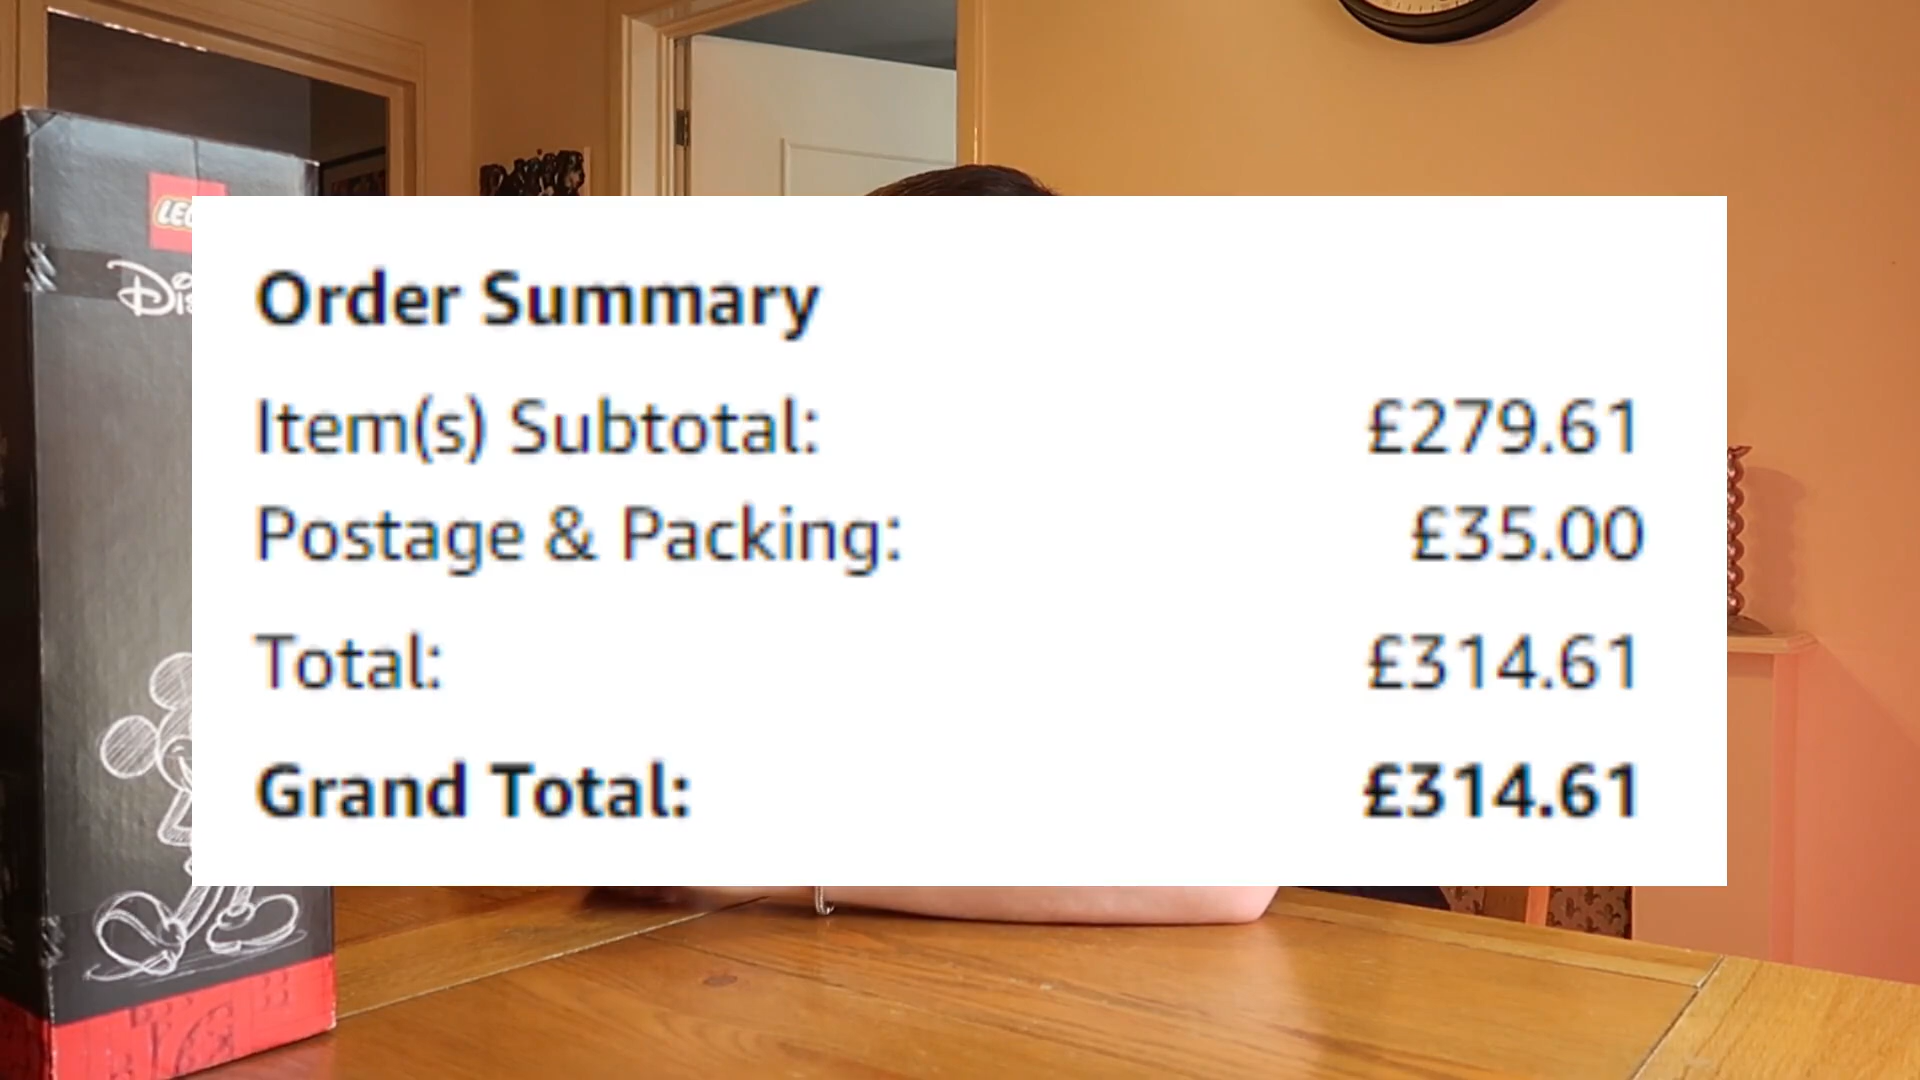 Order Summary
Item(s) Subtotal: £279.61
Postage & Packing: £35.00
Total: £314.61
Grand Total: £314.61